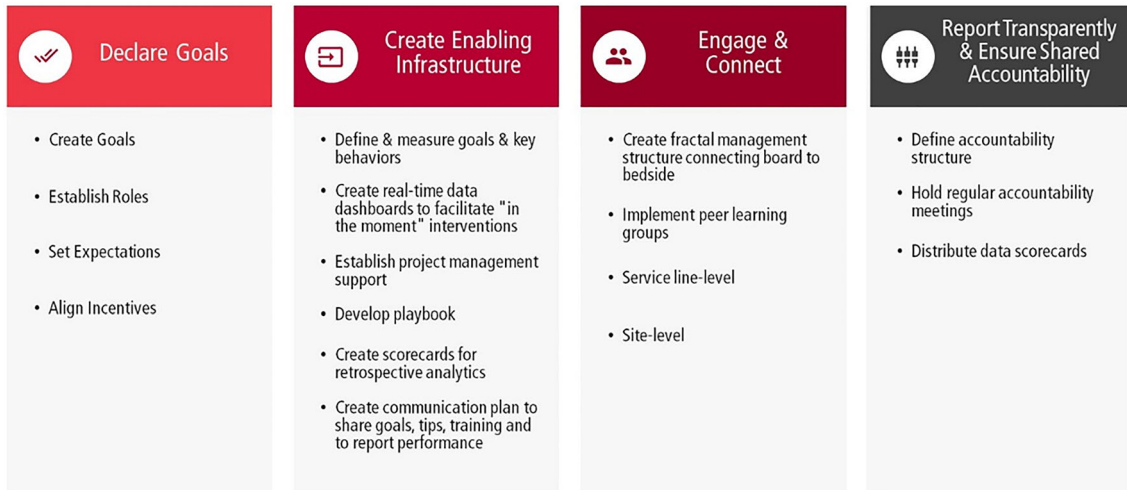 Declare Goals
• Create Goals
• Establish Roles
• Set Expectations
• Align Incentives
Create Enabling
Infrastructure
• Define & measure goals & key
behaviors
• Create real-time data
dashboards to facilitate "in
the moment" interventions
• Establish project management
support
• Develop playbook
• Create scorecards for
retrospective analytics
• Create communication plan to
share goals, tips, training and
to report performance
Engage &
Connect
• Create fractal management
structure connecting board to
bedside
• Implement peer learning
groups
• Service line-level
• Site-level
Report Transparently
& Ensure Shared
Accountability
• Define accountability
structure
• Hold regular accountability
meetings
• Distribute data scorecards